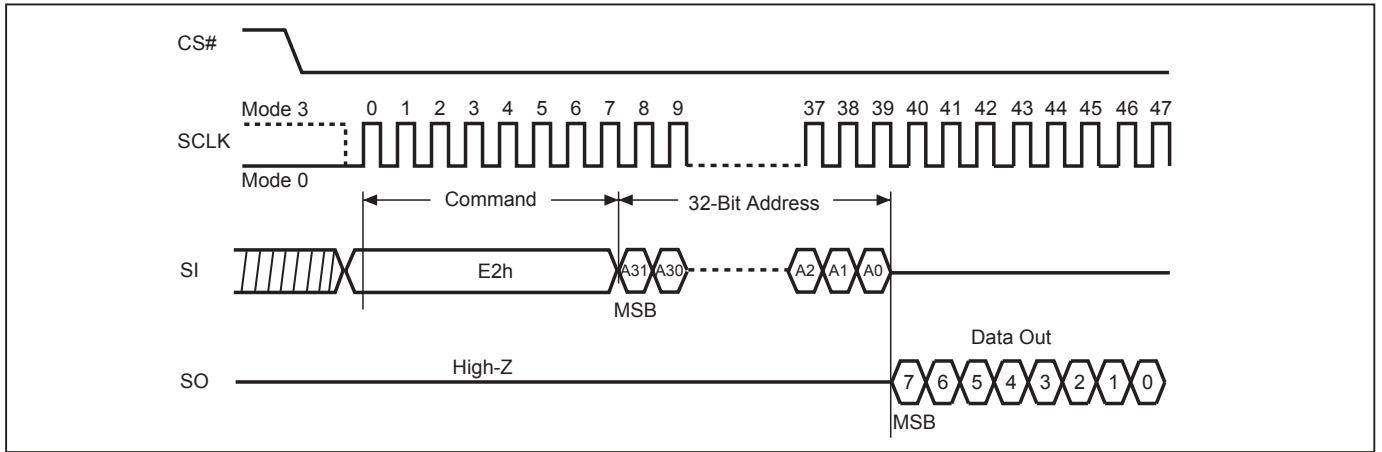 CS#
Mode 3
0 1 2 3 4 5 6 7 8 9 37 38 39 40 41 42 43 44 45 46 47
SCLK
Mode 0
Command
32-Bit Address
SI
E2h
A31 A30 A2 A1 A0
MSB
Data Out
High-Z
SO
7 6 5 4 3 2 1 0
MSB